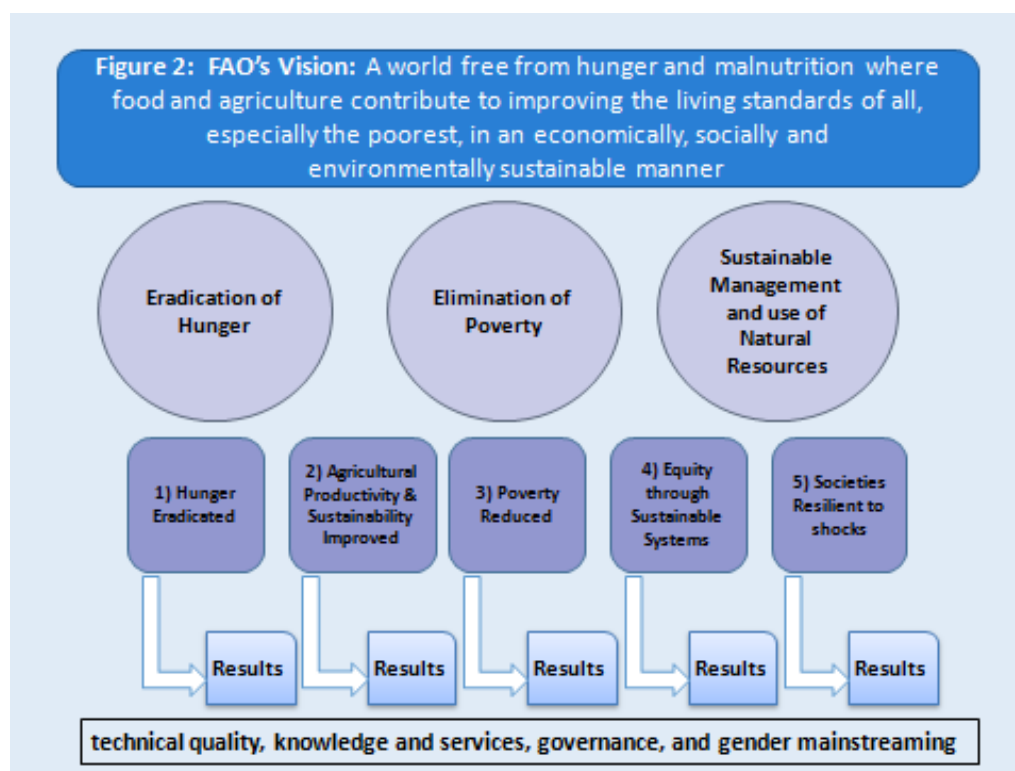 Figure 2: FAO's Vision: A world free from hunger and malnutrition where
food and agriculture contribute to improving the living standards of all,
especially the poorest, in an economically, socially and
environmentally sustainable manner
Eradication of
Hunger
Elimination of
Poverty
Sustainable
Management
and use of
Natural
Resources
1) Hunger
Eradicated
2) Agricultural
Productivity &
Sustainability
Improved
3) Poverty
Reduced
4) Equity
through
Sustainable
Systems
5) Societies
Resilient to
shocks
Results
Results
Results
Results
Results
technical quality, knowledge and services, governance, and gender mainstreaming